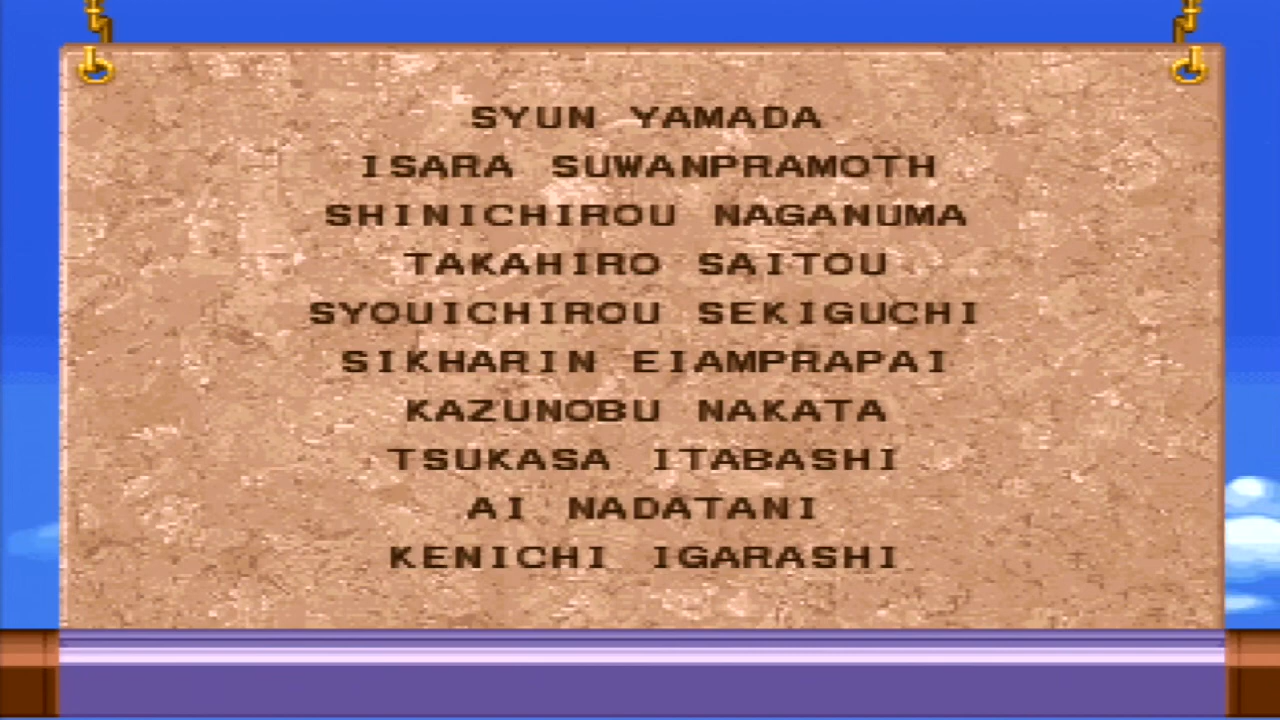 SYUN YAMADA
ISARA SUWANPRAMOTH
SHINICHIROU NAGANUMA
TAKAHIRO SAITOU
SYOUICHIROU SEKIGUCHI
SIKHARIN EIAMPRAPAI
KAZUNOBU NAKATA
TSUKASA ITABASHI
AI NADATANI
KENICHI IGARASHI